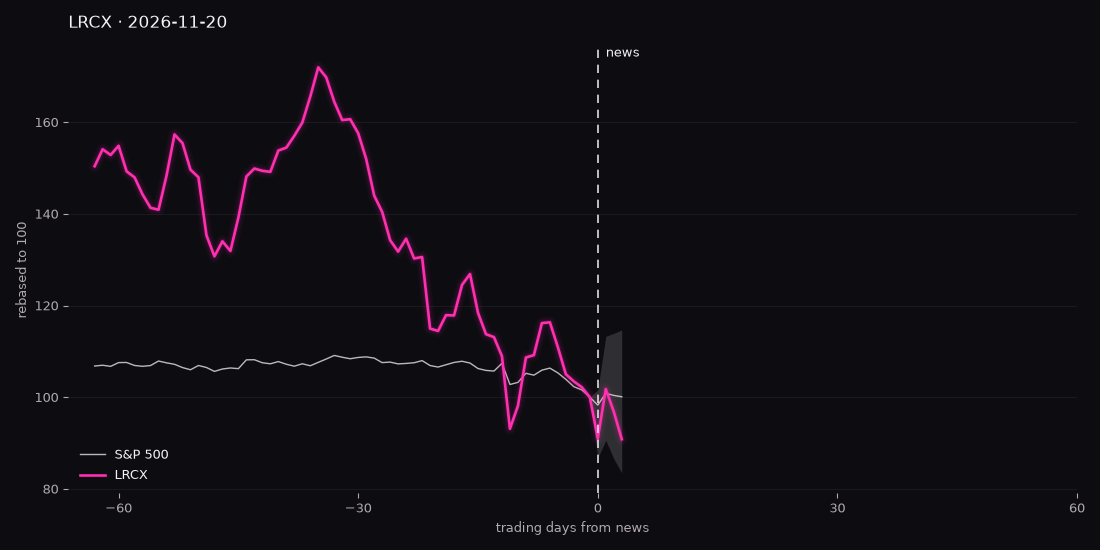 LRCX · 2026-11-20
news
160
140
120
100
80
rebased to 100
S&P 500
LRCX
−60
−30
0
30
60
trading days from news